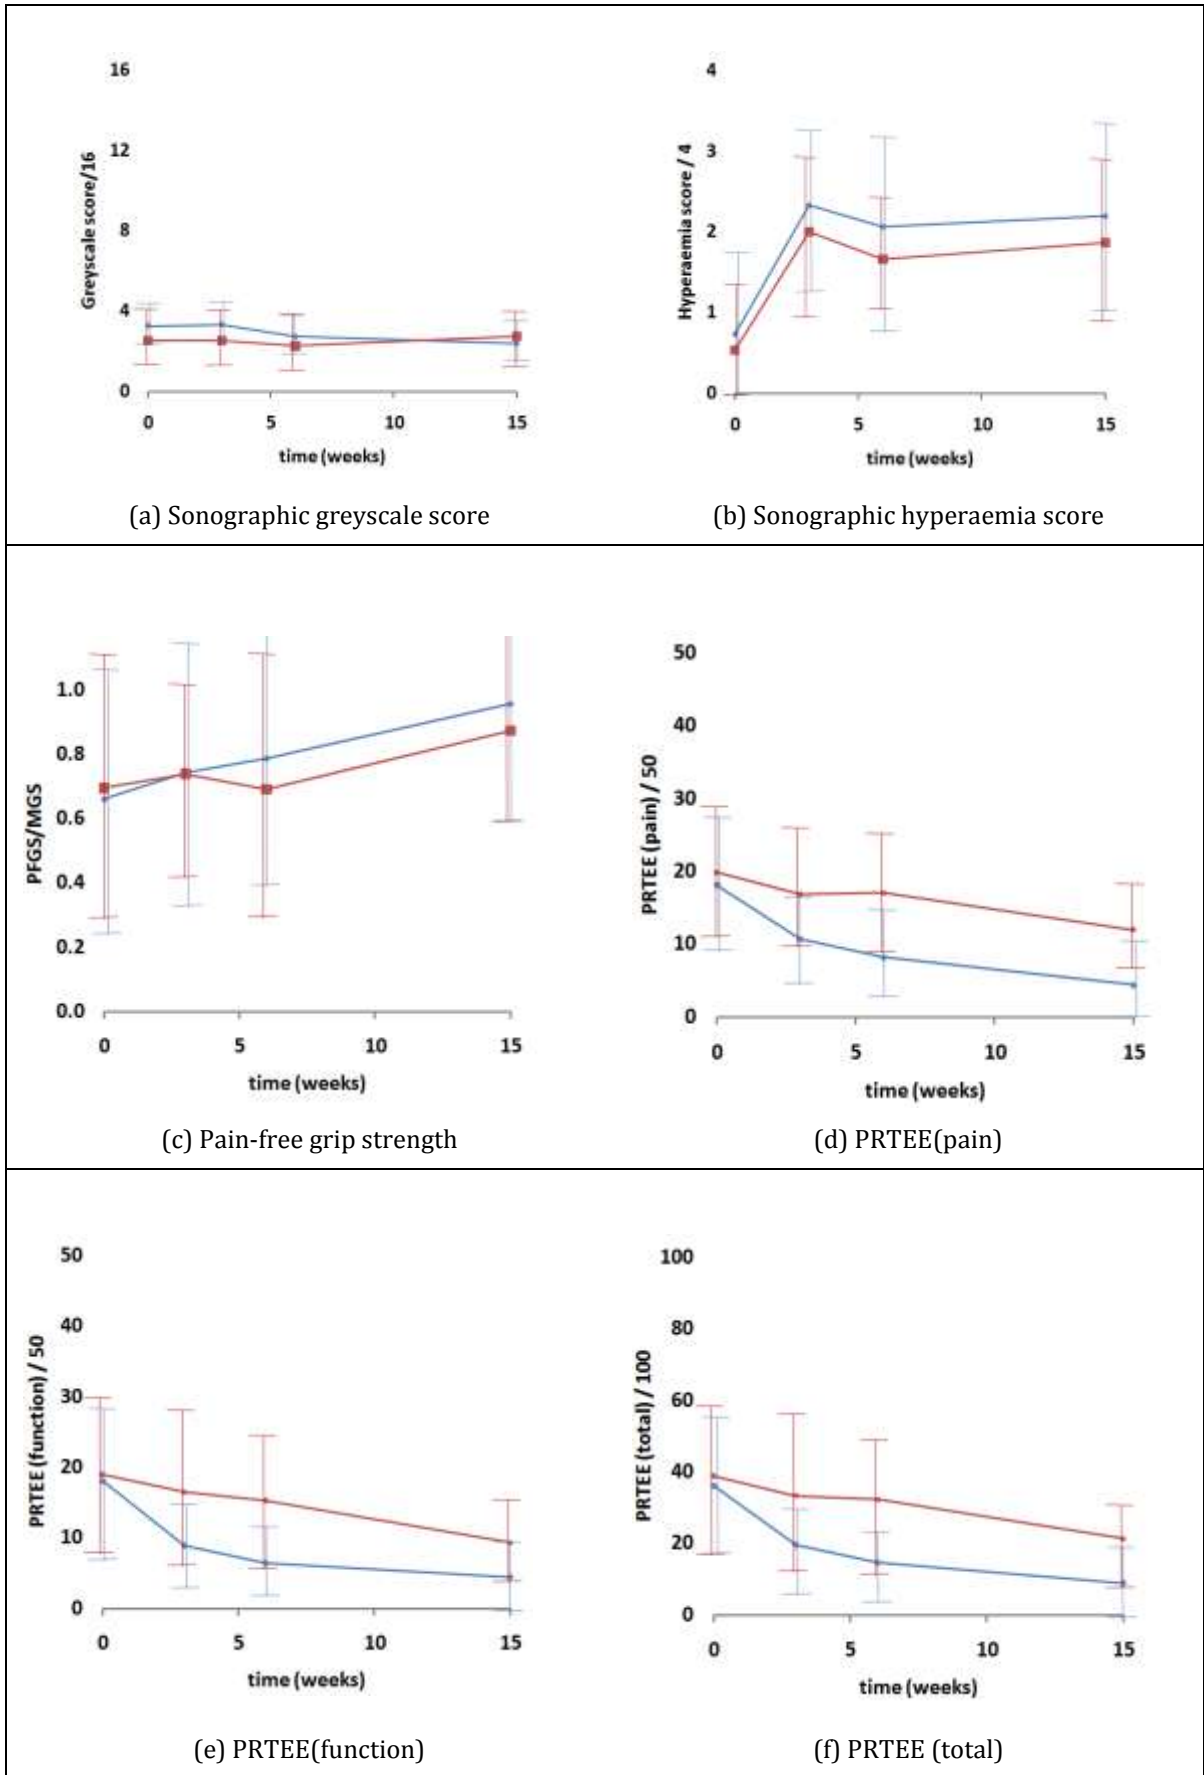 16
12
8
4
0
Greyscale score/16
0 5 10 15
time (weeks)
(a) Sonographic greyscale score
4
3
2
1
0
Hyperaemia score / 4
0 5 10 15
time (weeks)
(b) Sonographic hyperaemia score
1.0
0.8
0.6
0.4
0.2
0.0
PFGS/MGS
0 5 10 15
time (weeks)
(c) Pain-free grip strength
50
40
30
20
10
0
PRTEE (pain) / 50
0 5 10 15
time (weeks)
(d) PRTEE(pain)
50
40
30
20
10
0
PRTEE (function) / 50
0 5 10 15
time (weeks)
(e) PRTEE(function)
100
80
60
40
20
0
PRTEE (total) / 100
0 5 10 15
time (weeks)
(f) PRTEE (total)